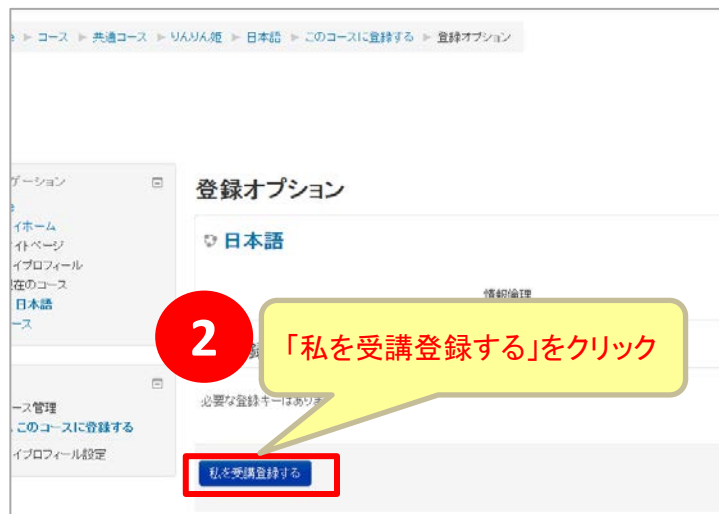 ▶ コース ▶ 共通コース ▶ りんりん姫 ▶ 日本語 ▶ このコースに登録する ▶ 登録オプション
登録オプション
日本語
情報倫理
2
「私を受講登録する」をクリック
必要な登録キーはありま
私を受講登録する
ゲーション
イホーム
イトページ
イプロフィール
在のコース
日本語
ース
ース管理
このコースに登録する
イプロフィール設定